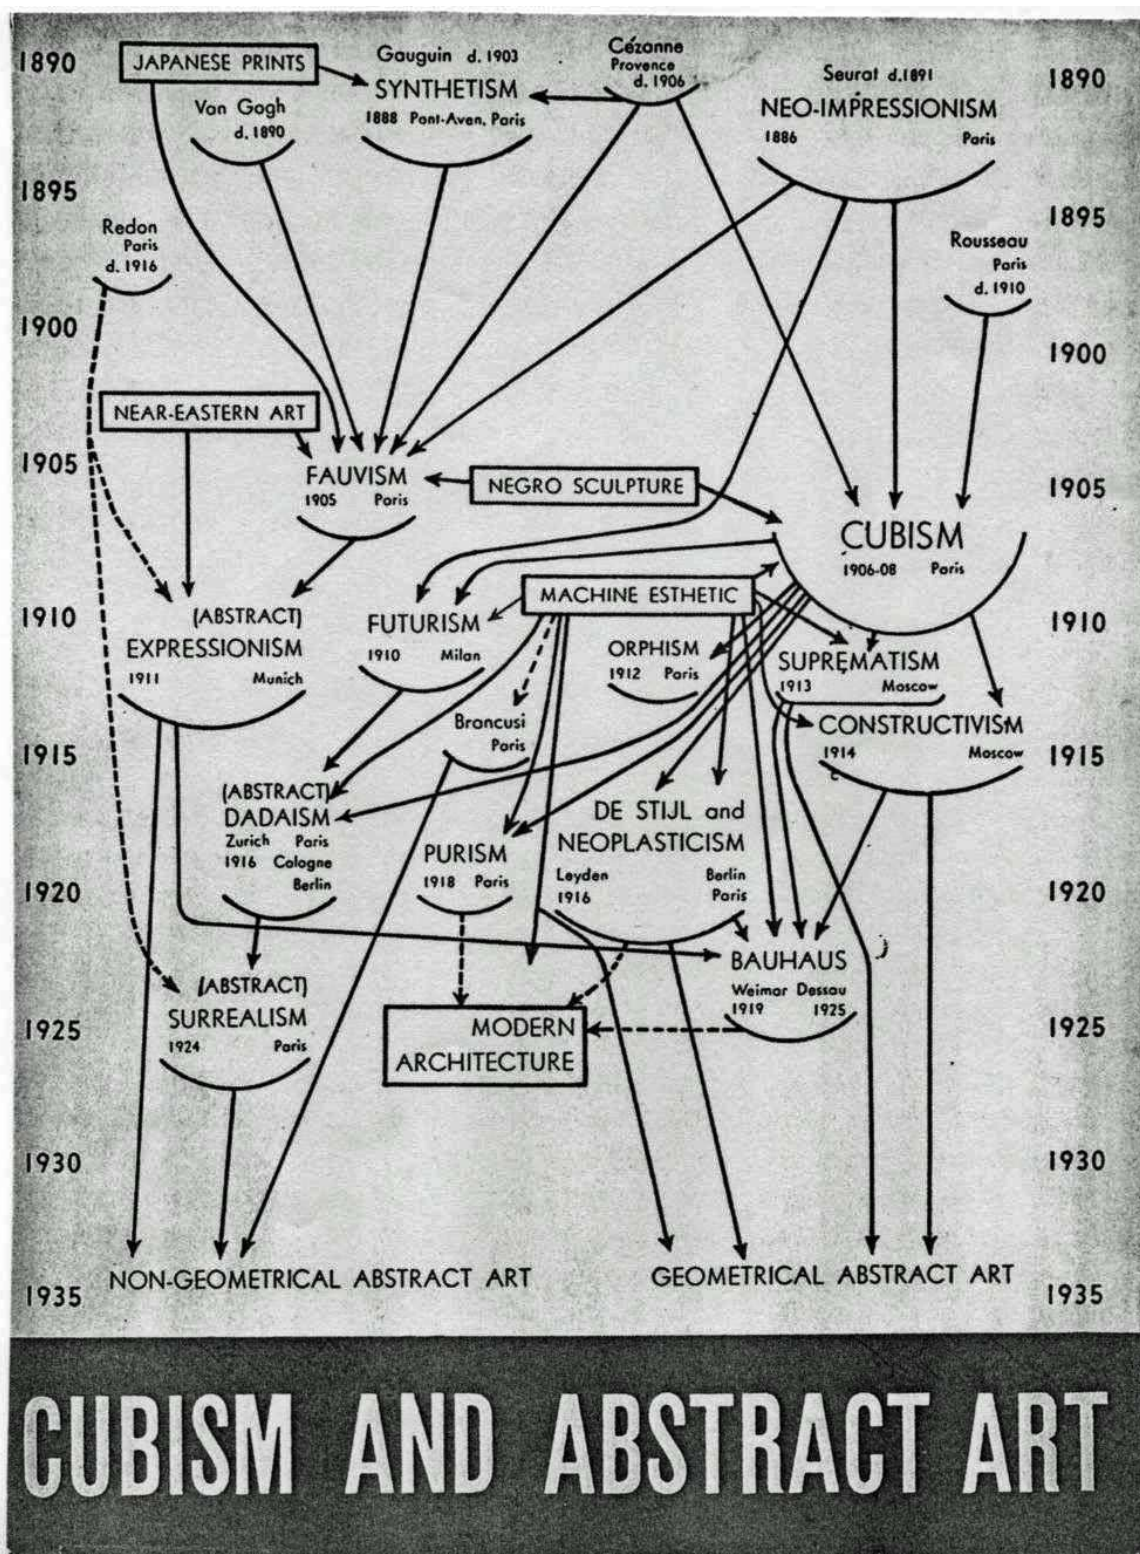 1890
JAPANESE PRINTS
Gauguin d. 1903
SYNTHETISM
1888 Pont-Aven, Paris
Cézanne
Provence
d. 1906
Seurat d.1891
NEO-IMPRESSIONISM
1886 Paris
1890
Van Gogh
d. 1890
1895
1895
Redon
Paris
d. 1916
Rousseau
Paris
d. 1910
1900
1900
NEAR-EASTERN ART
1905
FAUVISM
1905 Paris
NEGRO SCULPTURE
1905
CUBISM
1906-08 Paris
1910
(ABSTRACT)
EXPRESSIONISM
1911 Munich
FUTURISM
1910 Milan
MACHINE ESTHETIC
ORPHISM
1912 Paris
SUPREMATISM
1913 Moscow
1910
Brancusi
Paris
CONSTRUCTIVISM
1914 Moscow
1915
1915
(ABSTRACT)
DADAISM
Zurich Paris
1916 Cologne
Berlin
PURISM
1918 Paris
DE STIJL and
NEOPLASTICISM
Leyden Berlin
1916 Paris
1920
1920
BAUHAUS
Weimar Dessau
1919 1925
(ABSTRACT)
SURREALISM
1924 Paris
MODERN
ARCHITECTURE
1925
1925
1930
1930
NON-GEOMETRICAL ABSTRACT ART
GEOMETRICAL ABSTRACT ART
1935
1935
CUBISM AND ABSTRACT ART